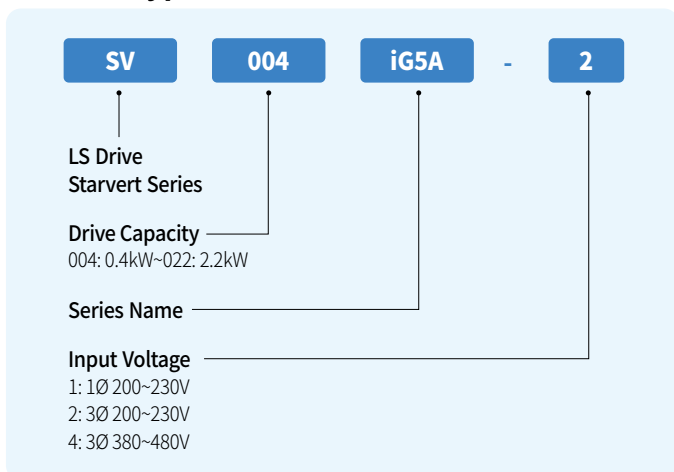 SV 004 iG5A - 2
LS Drive
Starvert Series
Drive Capacity
004: 0.4kW~022: 2.2kW
Series Name
Input Voltage
1: 1Ø 200~230V
2: 3Ø 200~230V
4: 3Ø 380~480V